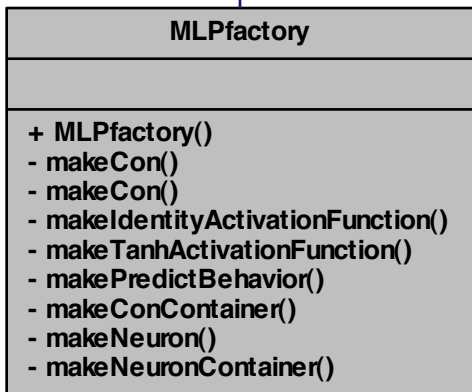 MLPfactory
+ MLPfactory()
- makeCon()
- makeCon()
- makeIdentityActivationFunction()
- makeTanhActivationFunction()
- makePredictBehavior()
- makeConContainer()
- makeNeuron()
- makeNeuronContainer()